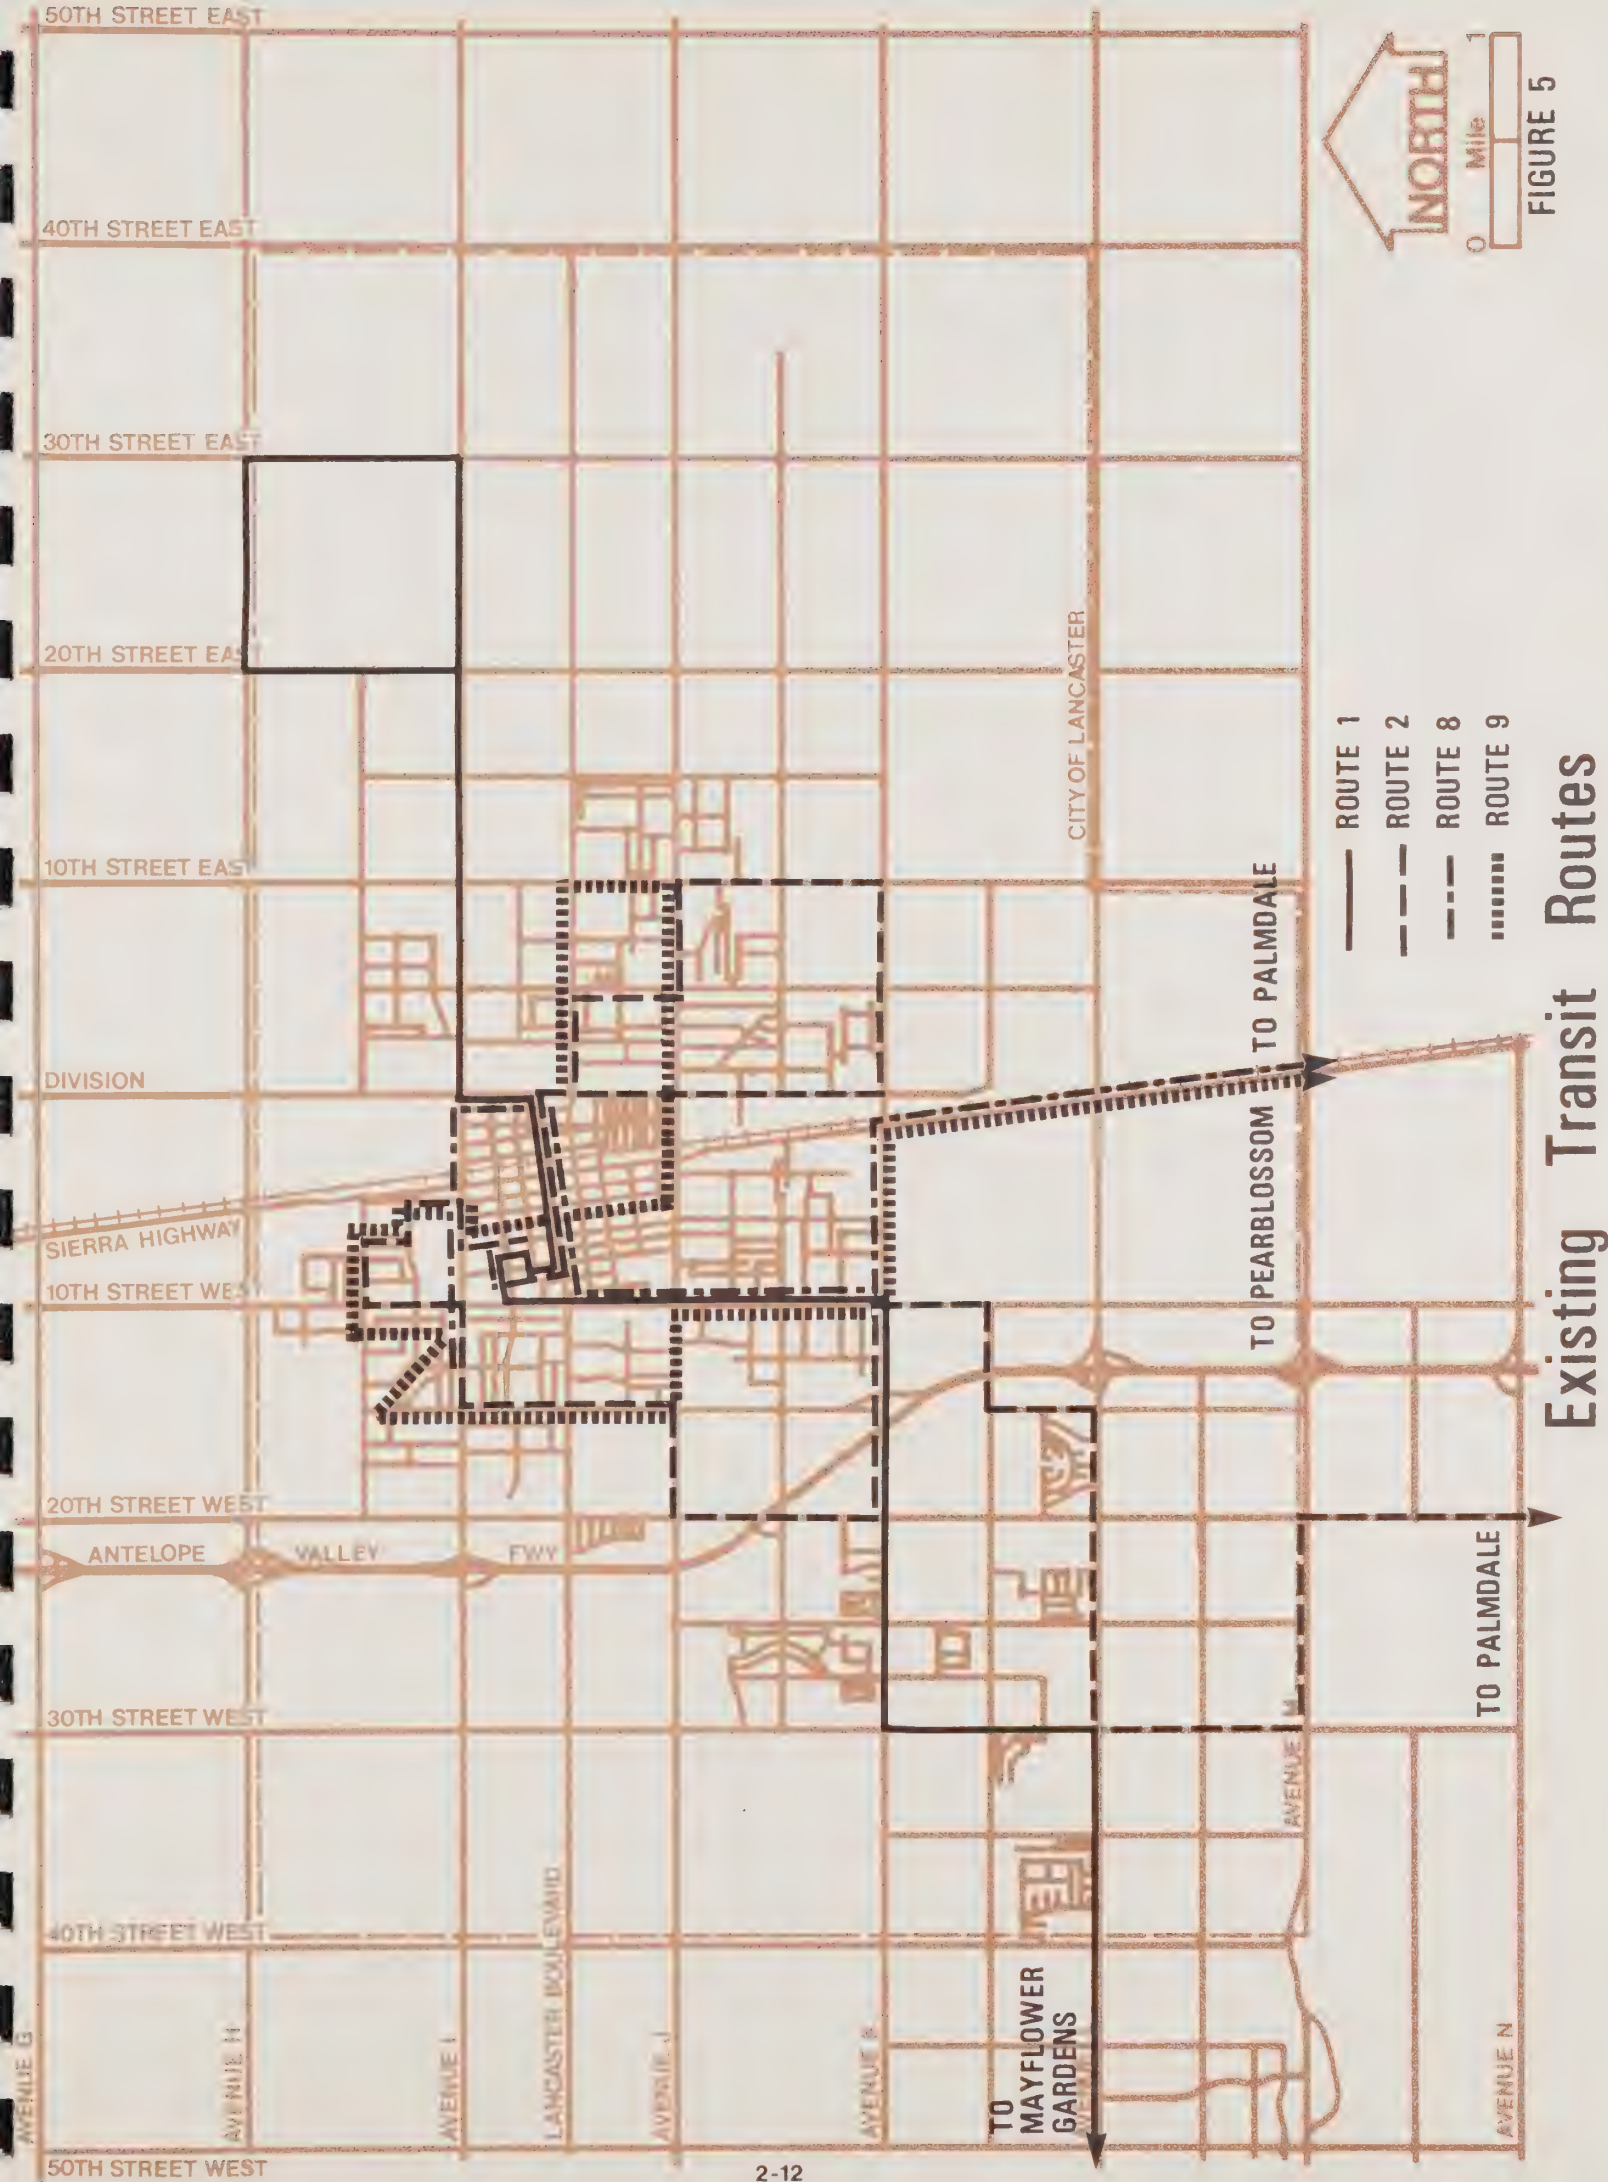 50TH STREET EAST
40TH STREET EAST
30TH STREET EAST
20TH STREET EAST
10TH STREET EAST
DIVISION
SIERRA HIGHWAY
10TH STREET WEST
20TH STREET WEST
ANTELOPE VALLEY FWY
30TH STREET WEST
40TH STREET WEST
50TH STREET WEST
AVENUE G
AVENUE H
AVENUE I
LANCASTER BOULEVARD
AVENUE J
AVENUE K
AVENUE M
AVENUE N
CITY OF LANCASTER
TO
MAYFLOWER
GARDENS
TO PEARBLOSSOM
TO PALMDALE
TO PALMDALE
ROUTE 1
ROUTE 2
ROUTE 8
ROUTE 9
NORTH
0 Mile 1
FIGURE 5
Existing Transit Routes
2-12